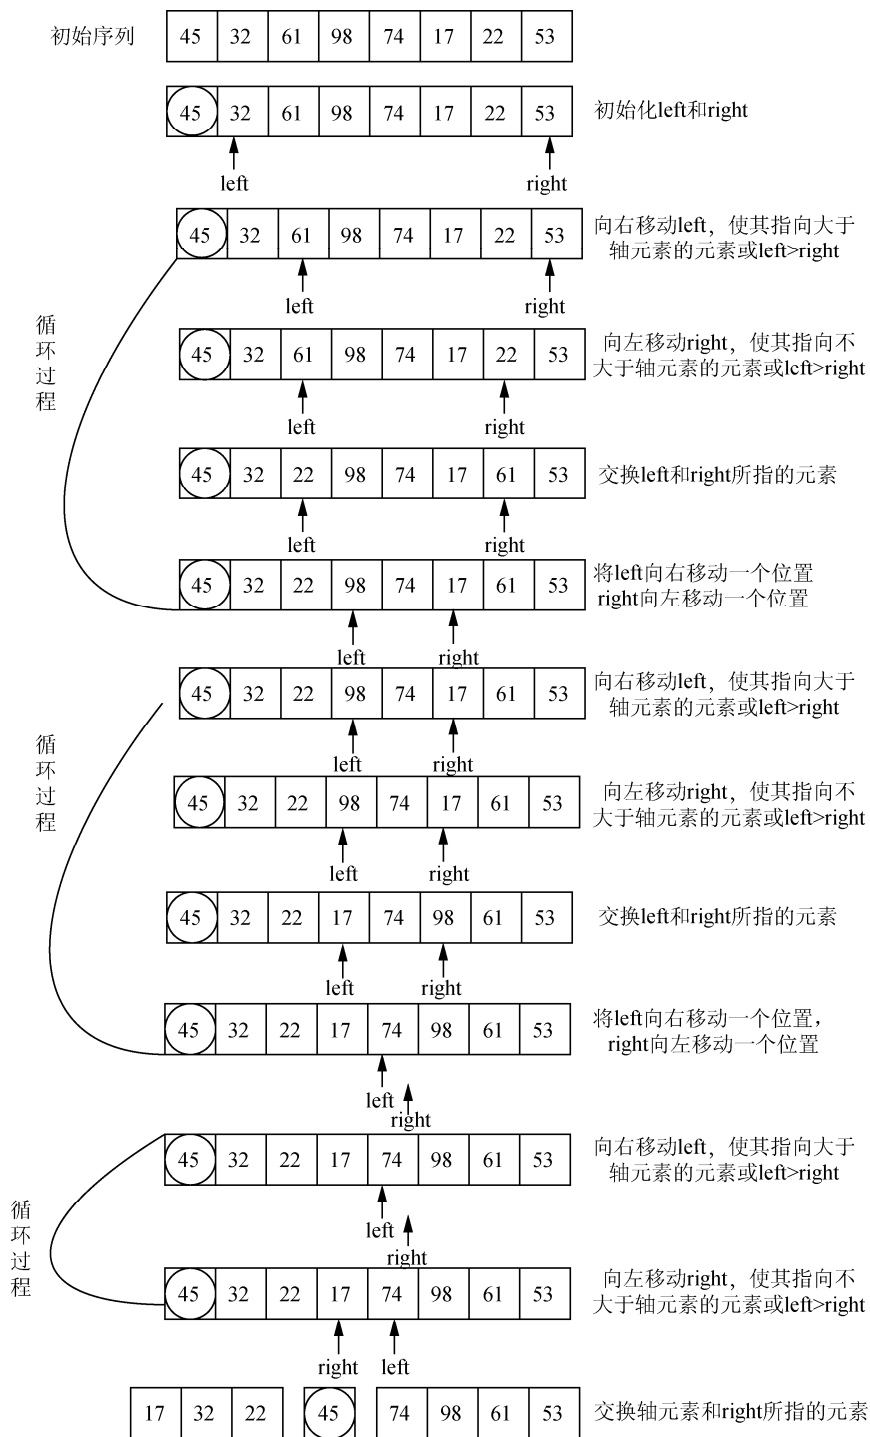 初始序列 45 32 61 98 74 17 22 53
45 32 61 98 74 17 22 53 初始化left和right
left right
45 32 61 98 74 17 22 53
向右移动left，使其指向大于
轴元素的元素或left>right
left right
循环过程
45 32 61 98 74 17 22 53
向左移动right，使其指向不
大于轴元素的元素或left>right
left right
45 32 22 98 74 17 61 53 交换left和right所指的元素
left right
45 32 22 98 74 17 61 53
将left向右移动一个位置
right向左移动一个位置
left right
45 32 22 98 74 17 61 53
向右移动left，使其指向大于
轴元素的元素或left>right
left right
循环过程
45 32 22 98 74 17 61 53
向左移动right，使其指向不
大于轴元素的元素或left>right
left right
45 32 22 17 74 98 61 53 交换left和right所指的元素
left right
45 32 22 17 74 98 61 53
将left向右移动一个位置，
right向左移动一个位置
left
right
45 32 22 17 74 98 61 53
向右移动left，使其指向大于
轴元素的元素或left>right
left
right
循环过程
45 32 22 17 74 98 61 53
向左移动right，使其指向不
大于轴元素的元素或left>right
right left
17 32 22 45 74 98 61 53 交换轴元素和right所指的元素